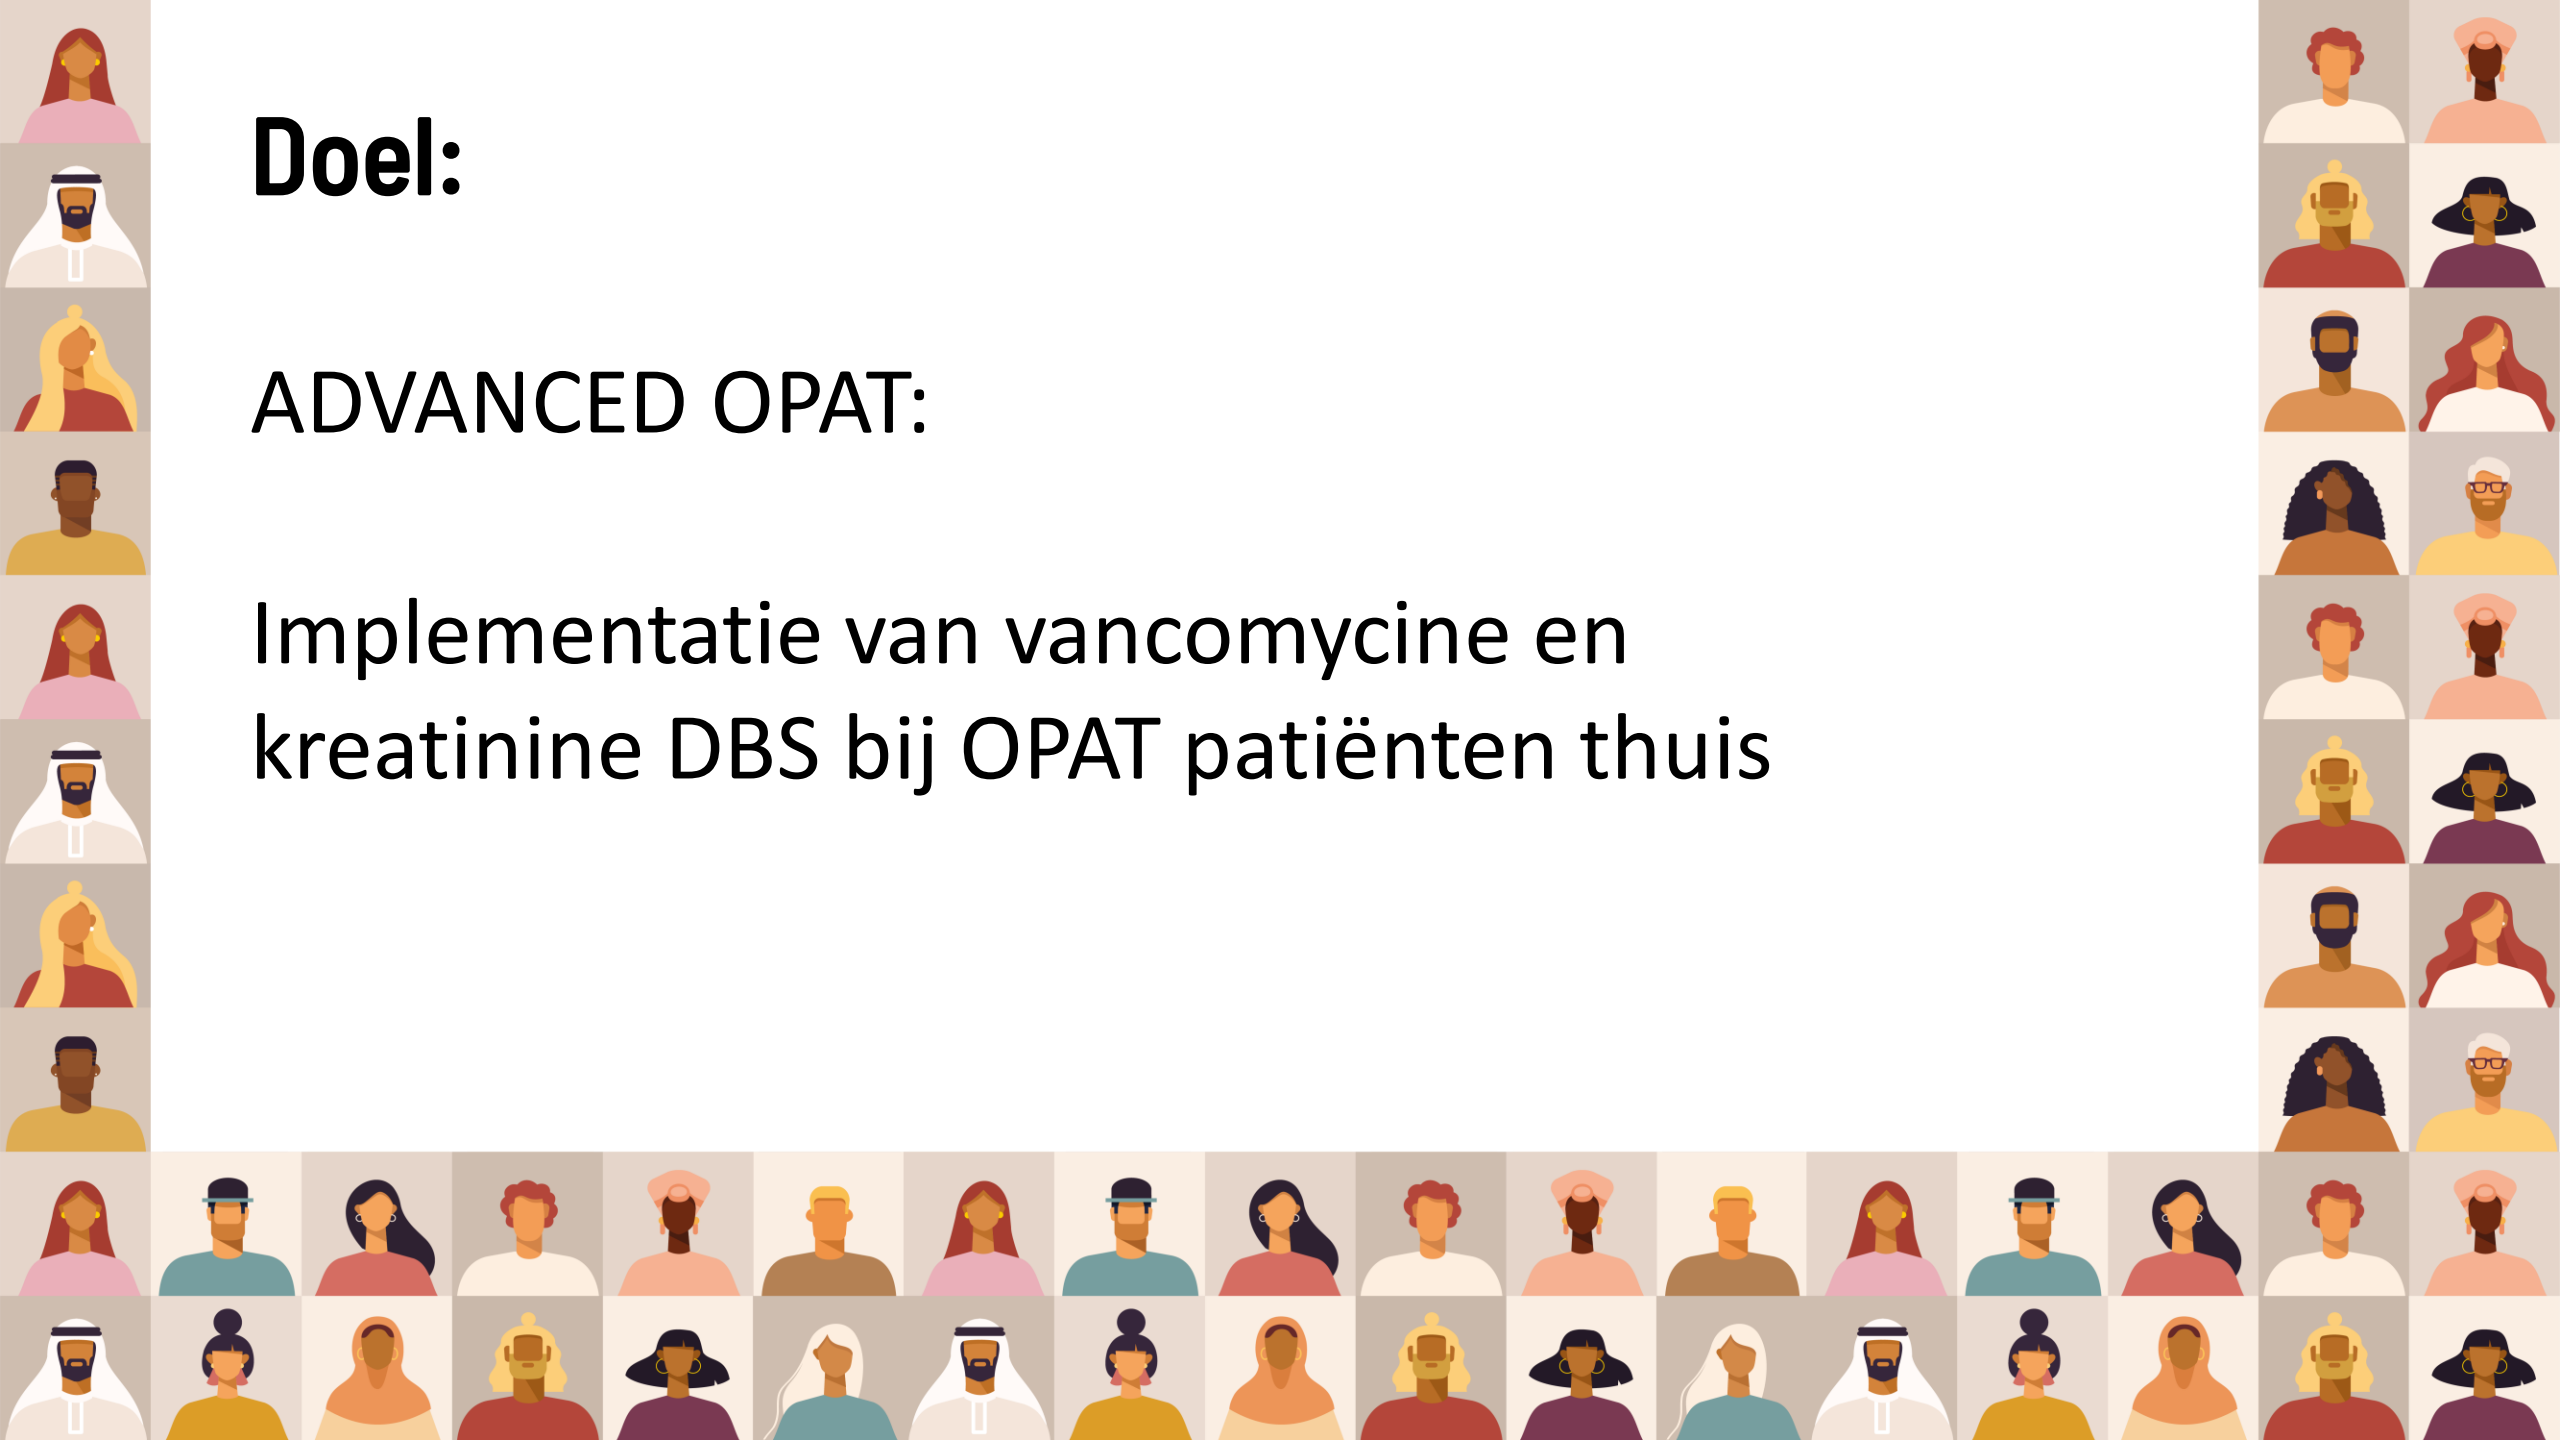 Doel:
ADVANCED OPAT:
Implementatie van vancomycine en
kreatinine DBS bij OPAT patiënten thuis